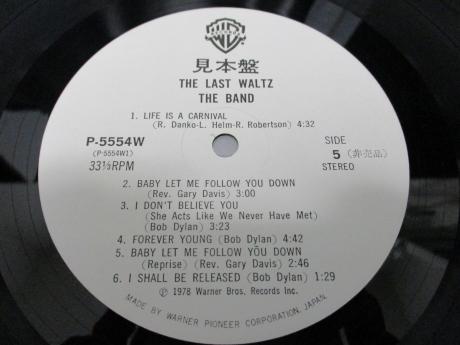 見本盤
THE LAST WALTZ
THE BAND
1. LIFE IS A CARNIVAL
(R. Danko-L. Helm-R. Robertson) 4:32
P-5554W
(P-5554W1)
33⅓RPM
SIDE
5 (非売品)
STEREO
2. BABY LET ME FOLLOW YOU DOWN
(Rev. Gary Davis) 3:00
3. I DON'T BELIEVE YOU
(She Acts Like We Never Have Met)
(Bob Dylan) 3:23
4. FOREVER YOUNG (Bob Dylan) 4:42
5. BABY LET ME FOLLOW YOU DOWN
(Reprise) (Rev. Gary Davis) 2:46
6. I SHALL BE RELEASED (Bob Dylan) 1:29
Ⓟ 1978 Warner Bros. Records Inc.
MADE BY WARNER PIONEER CORPORATION, JAPAN.